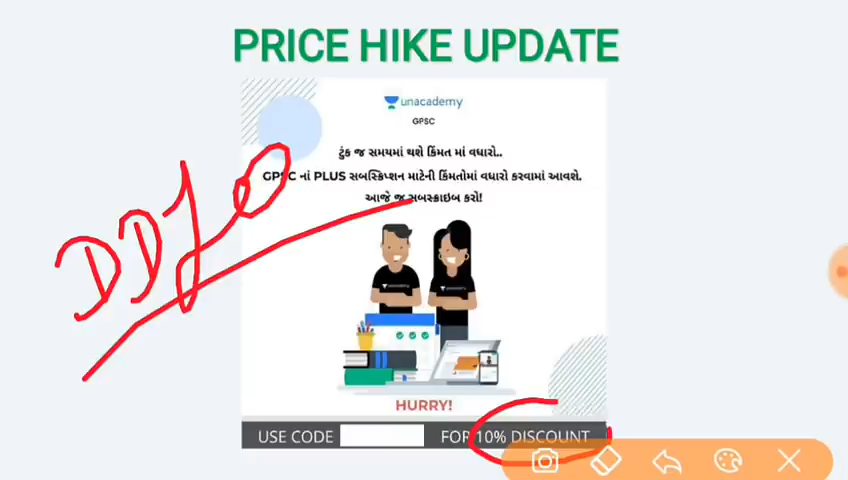 PRICE HIKE UPDATE
unacademy
GPSC
ટુંક જ સમયમાં થશે કિંમત માં વધારો..
GPSC નાં PLUS સબસ્ક્રિપ્શન માટેની કિંમતોમાં વધારો કરવામાં આવશે.
આજે જ સબસ્ક્રાઇબ કરો!
HURRY!
USE CODE FOR 10% DISCOUNT